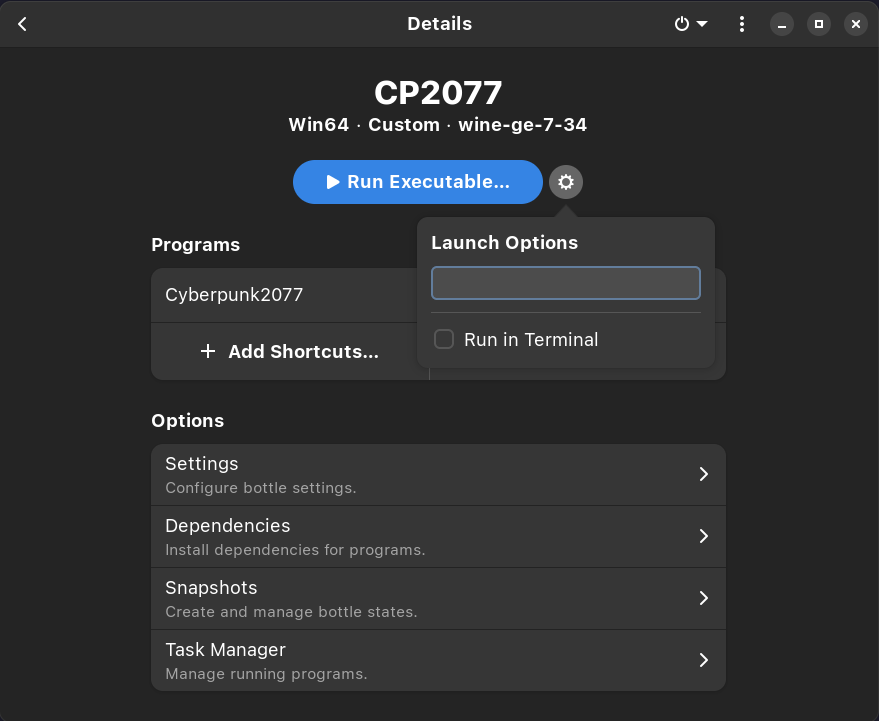 Details
CP2077
Win64 · Custom · wine-ge-7-34
Run Executable...
Launch Options
Run in Terminal
Programs
Cyberpunk2077
Add Shortcuts...
Options
Settings
Configure bottle settings.
Dependencies
Install dependencies for programs.
Snapshots
Create and manage bottle states.
Task Manager
Manage running programs.